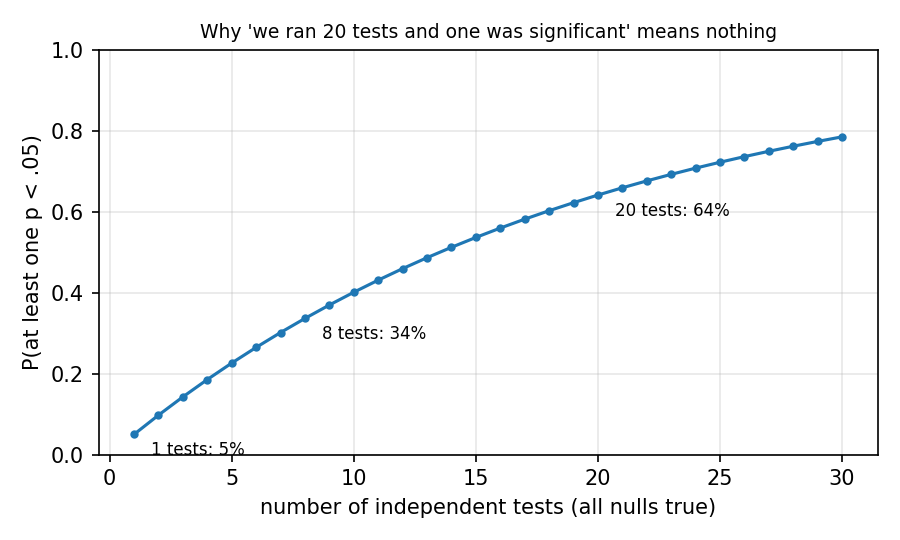 Why 'we ran 20 tests and one was significant' means nothing
P(at least one p < .05)
1.0
0.8
0.6
0.4
0.2
0.0
20 tests: 64%
8 tests: 34%
1 tests: 5%
0 5 10 15 20 25 30
number of independent tests (all nulls true)